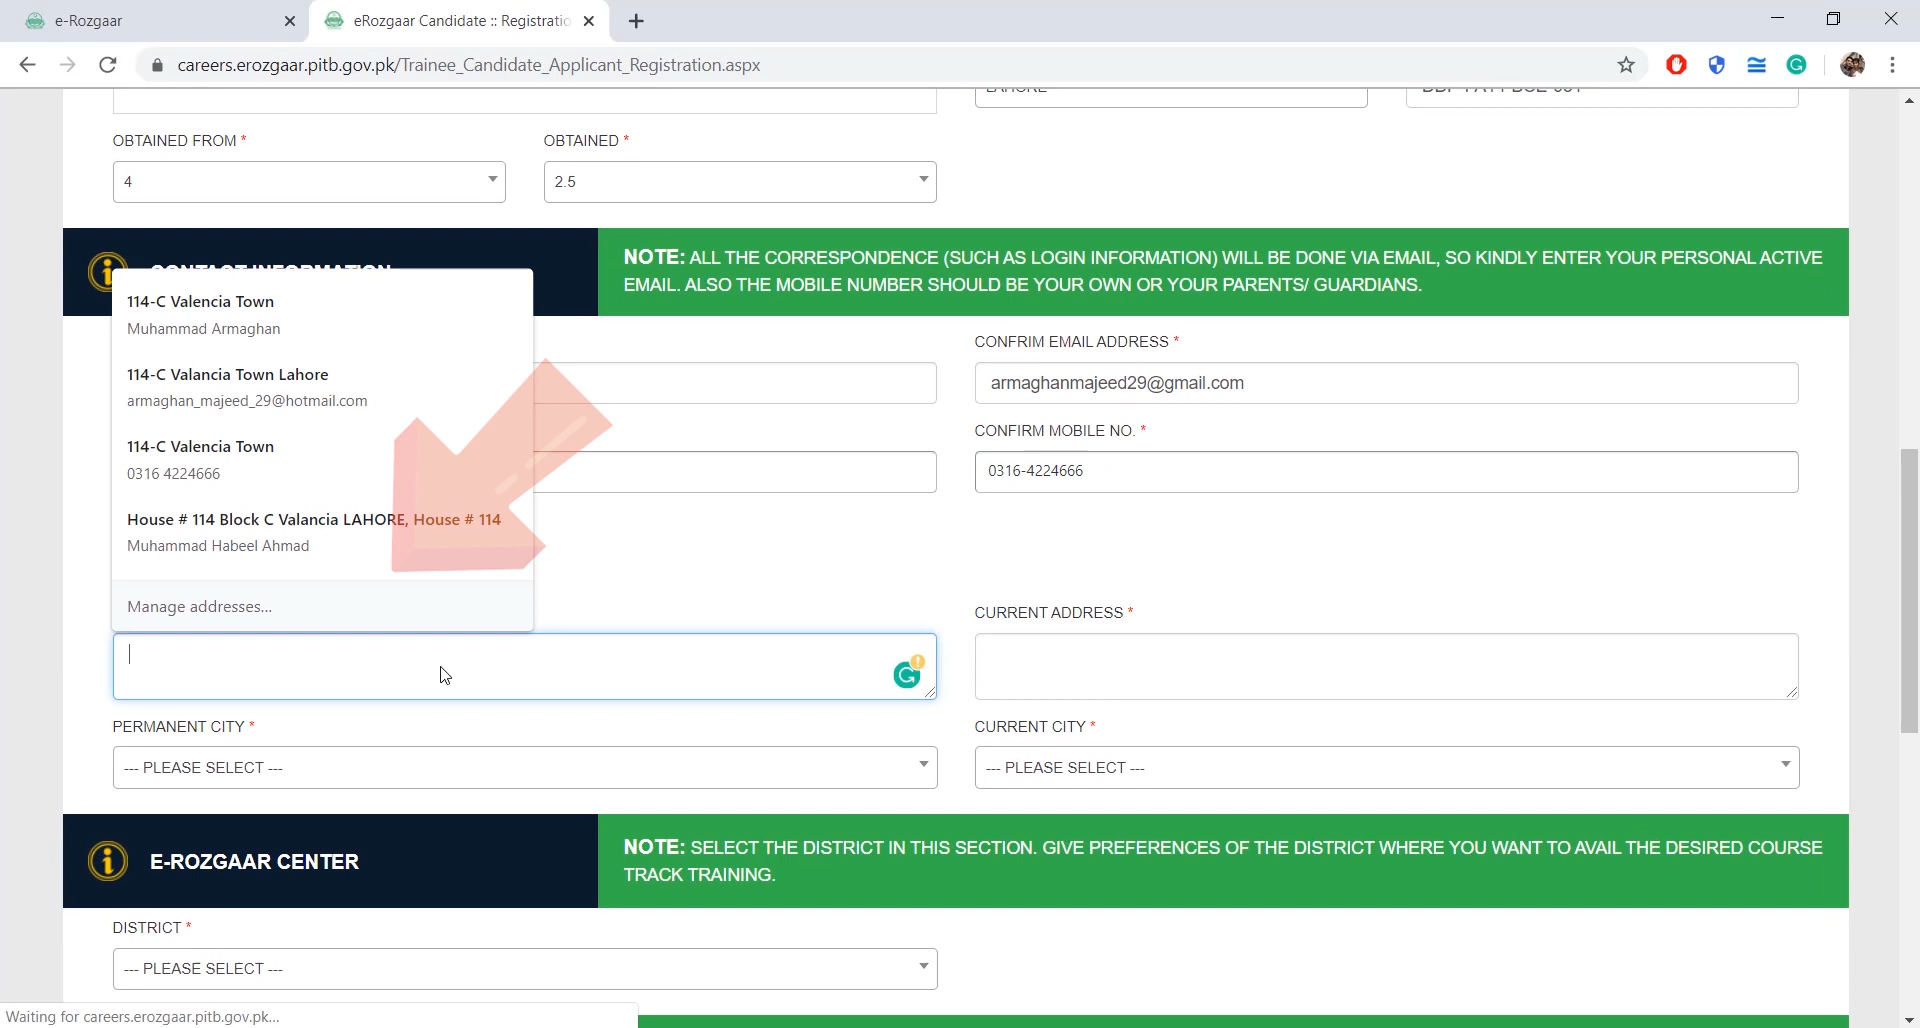 e-Rozgaar
eRozgaar Candidate :: Registratio
careers.erozgaar.pitb.gov.pk/Trainee_Candidate_Applicant_Registration.aspx
LAHORE
OBTAINED FROM *
OBTAINED *
4
2.5
CONTACT INFORMATION
NOTE: ALL THE CORRESPONDENCE (SUCH AS LOGIN INFORMATION) WILL BE DONE VIA EMAIL, SO KINDLY ENTER YOUR PERSONAL ACTIVE
EMAIL. ALSO THE MOBILE NUMBER SHOULD BE YOUR OWN OR YOUR PARENTS/ GUARDIANS.
114-C Valencia Town
Muhammad Armaghan
114-C Valancia Town Lahore
armaghan_majeed_29@hotmail.com
114-C Valencia Town
0316 4224666
House # 114 Block C Valancia LAHORE, House # 114
Muhammad Habeel Ahmad
Manage addresses...
CONFRIM EMAIL ADDRESS *
armaghanmajeed29@gmail.com
CONFIRM MOBILE NO. *
0316-4224666
CURRENT ADDRESS *
PERMANENT CITY *
CURRENT CITY *
--- PLEASE SELECT ---
--- PLEASE SELECT ---
E-ROZGAAR CENTER
NOTE: SELECT THE DISTRICT IN THIS SECTION. GIVE PREFERENCES OF THE DISTRICT WHERE YOU WANT TO AVAIL THE DESIRED COURSE
TRACK TRAINING.
DISTRICT *
--- PLEASE SELECT ---
Waiting for careers.erozgaar.pitb.gov.pk...